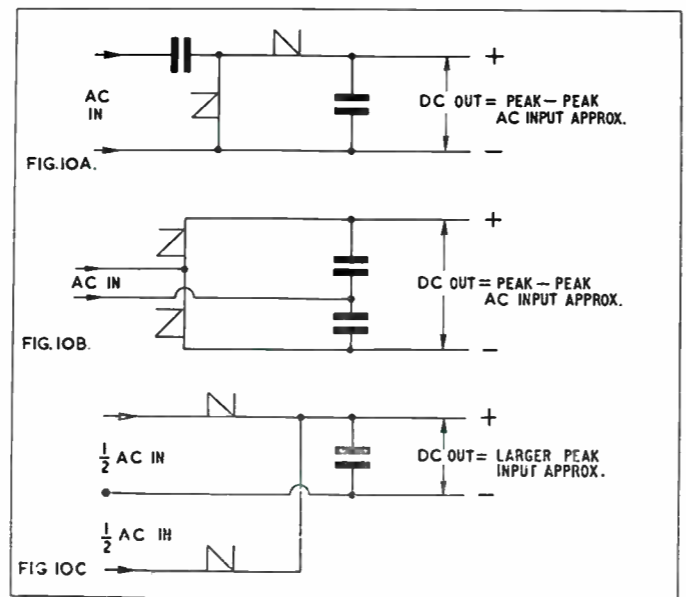 +
AC
IN
DC OUT = PEAK – PEAK
AC INPUT APPROX.
–
FIG.10A.
+
AC IN
DC OUT = PEAK – PEAK
AC INPUT APPROX.
–
FIG.10B.
+
½ AC IN
DC OUT = LARGER PEAK
INPUT APPROX.
–
½ AC IN
FIG 10C